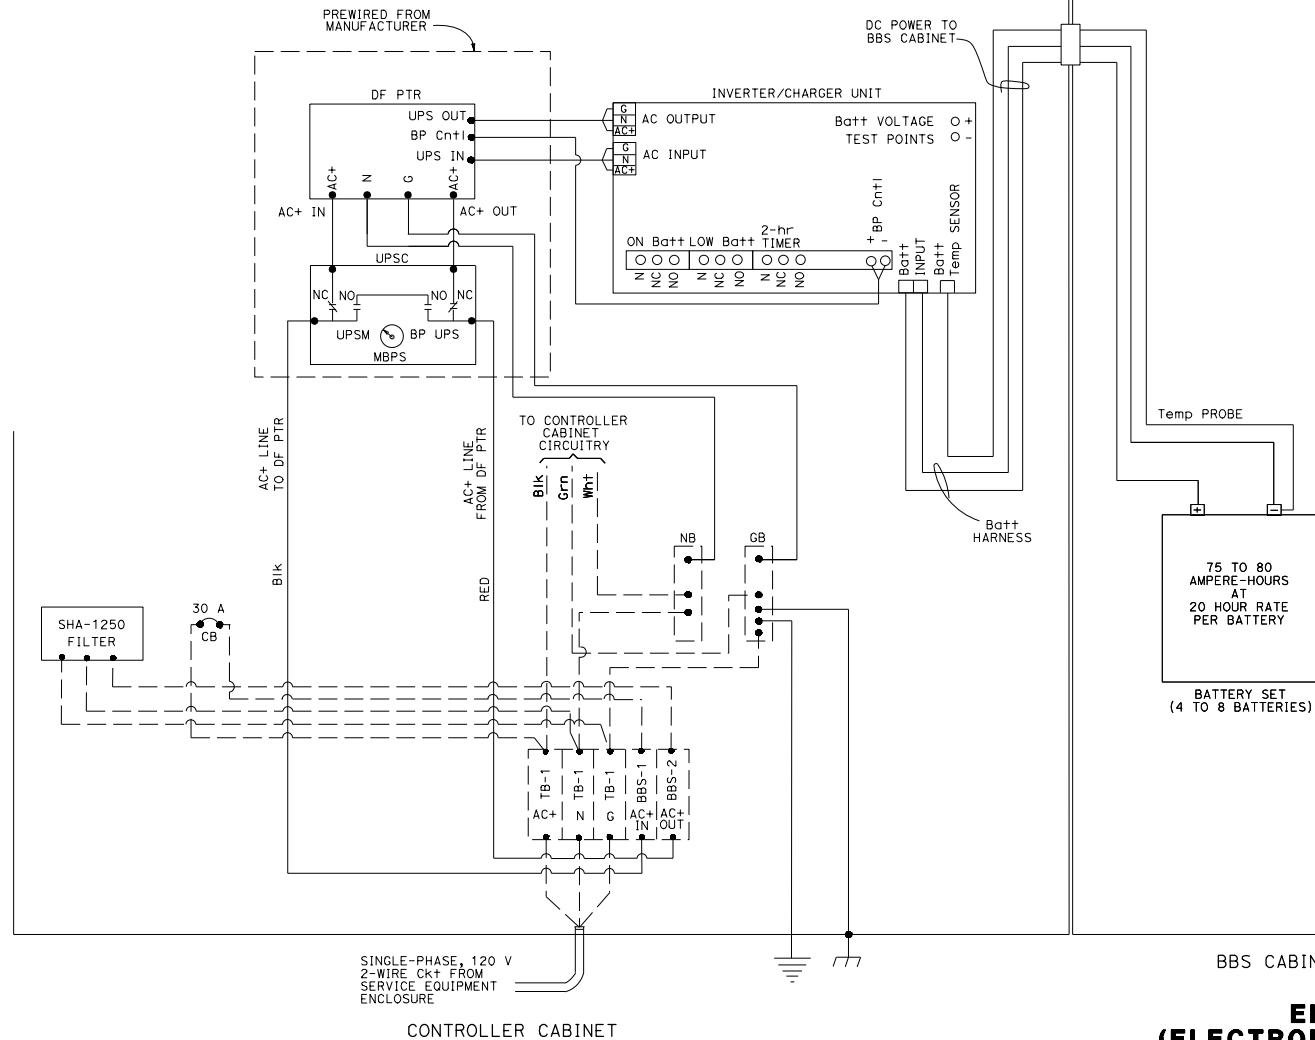 PREWIRED FROM
MANUFACTURER
DC POWER TO
BBS CABINET
DF PTR
INVERTER/CHARGER UNIT
UPS OUT
BP Cntl
UPS IN
AC+
N
G
AC+
AC+ IN
AC+ OUT
G
N
AC+
AC OUTPUT
G
N
AC+
AC INPUT
Batt VOLTAGE
TEST POINTS
+
-
ON Batt
LOW Batt
2-hr
TIMER
+
-
BP Cntl
Batt
INPUT
Batt
Temp SENSOR
N
NC
NO
N
NC
NO
N
NC
NO
UPSC
NC
NO
NO
NC
UPSM
BP UPS
MBPS
AC+ LINE
TO DF PTR
AC+ LINE
FROM DF PTR
TO CONTROLLER
CABINET
CIRCUITRY
Blk
Grn
Wht
Temp PROBE
Batt
HARNESS
+
-
75 TO 80
AMPERE-HOURS
AT
20 HOUR RATE
PER BATTERY
BATTERY SET
(4 TO 8 BATTERIES)
NB
GB
Blk
RED
SHA-1250
FILTER
30 A
CB
TB-1
AC+
TB-1
N
TB-1
G
BBS-1
AC+
IN
BBS-2
AC+
OUT
SINGLE-PHASE, 120 V
2-WIRE Ckt FROM
SERVICE EQUIPMENT
ENCLOSURE
CONTROLLER CABINET
BBS CABIN